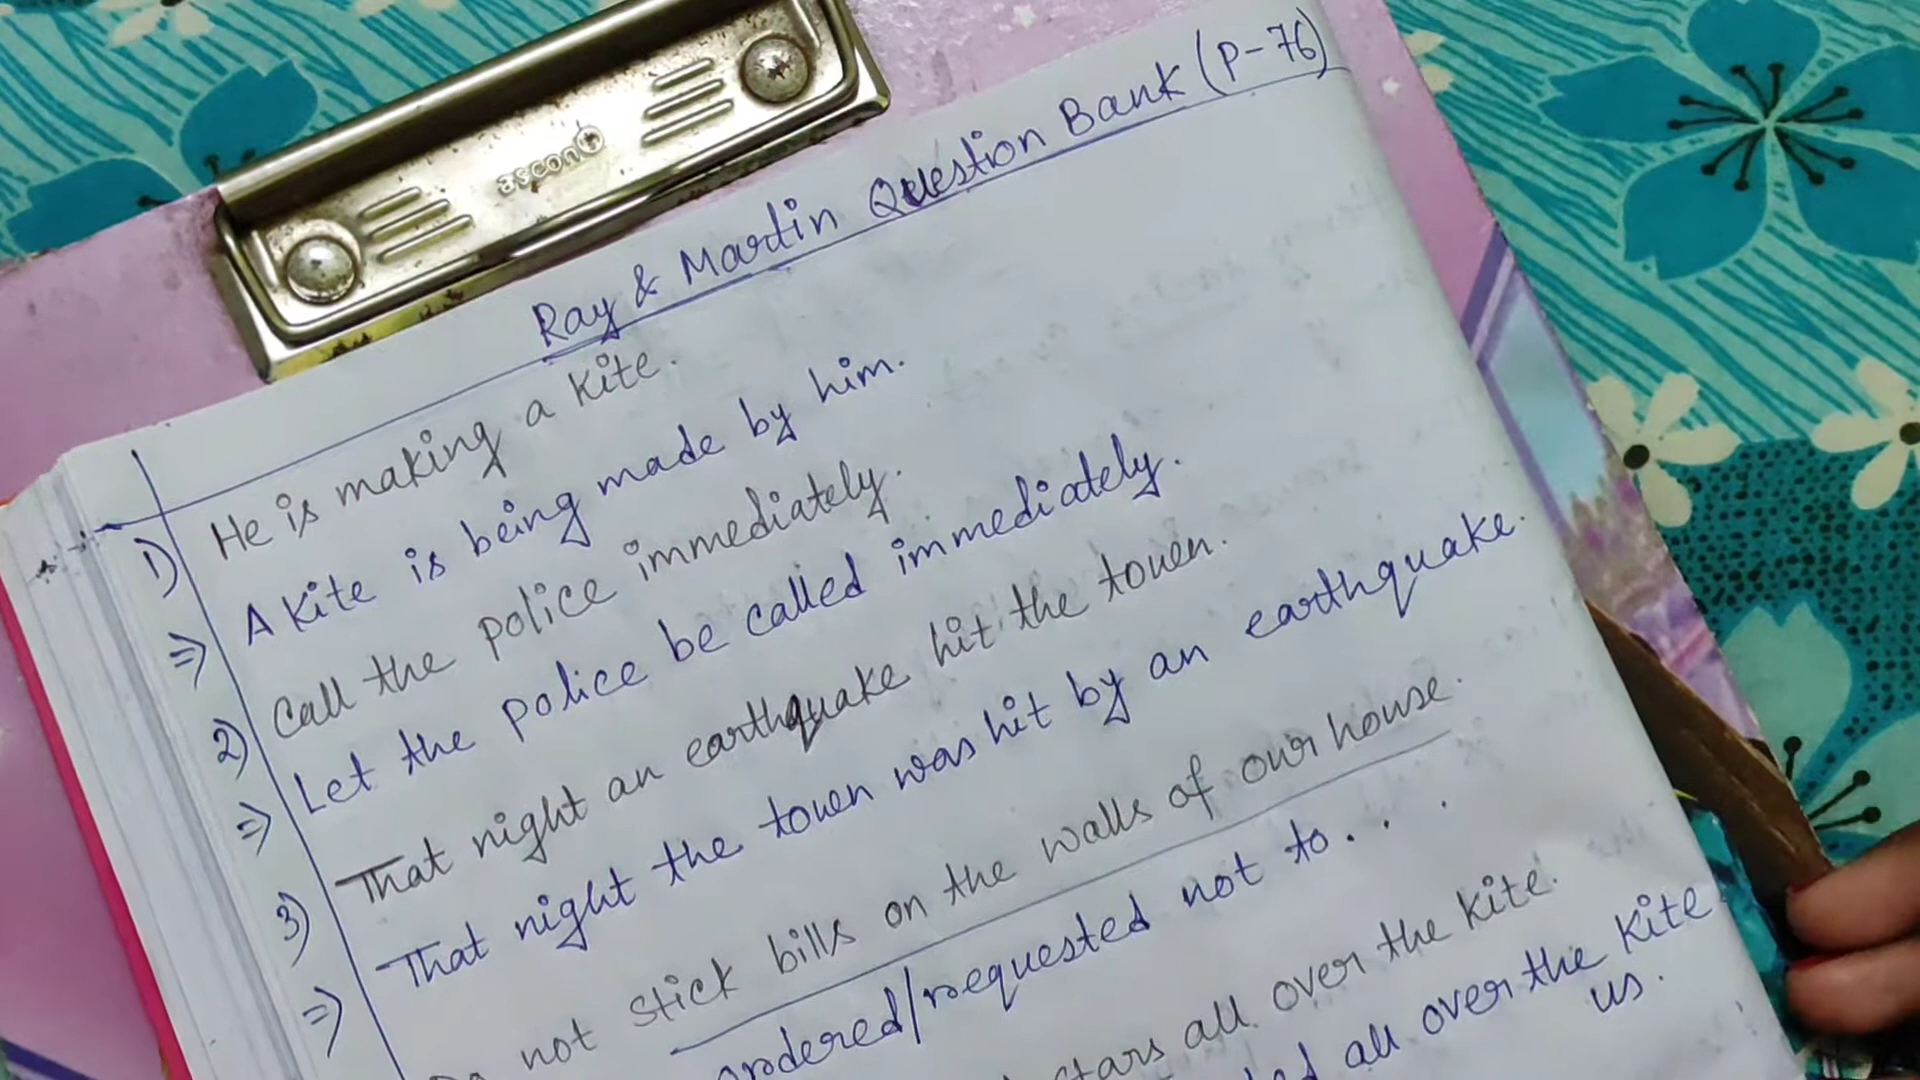 ascon
Ray & Martin Question Bank (P-76)
1) He is making a kite.
⇒ A kite is being made by him.
2) Call the police immediately.
⇒ Let the police be called immediately.
3) That night an earthquake hit the town.
⇒ That night the town was hit by an earthquake.
not stick bills on the walls of our house.
ordered/requested not to...
stars all over the kite.
all over the kite
us.